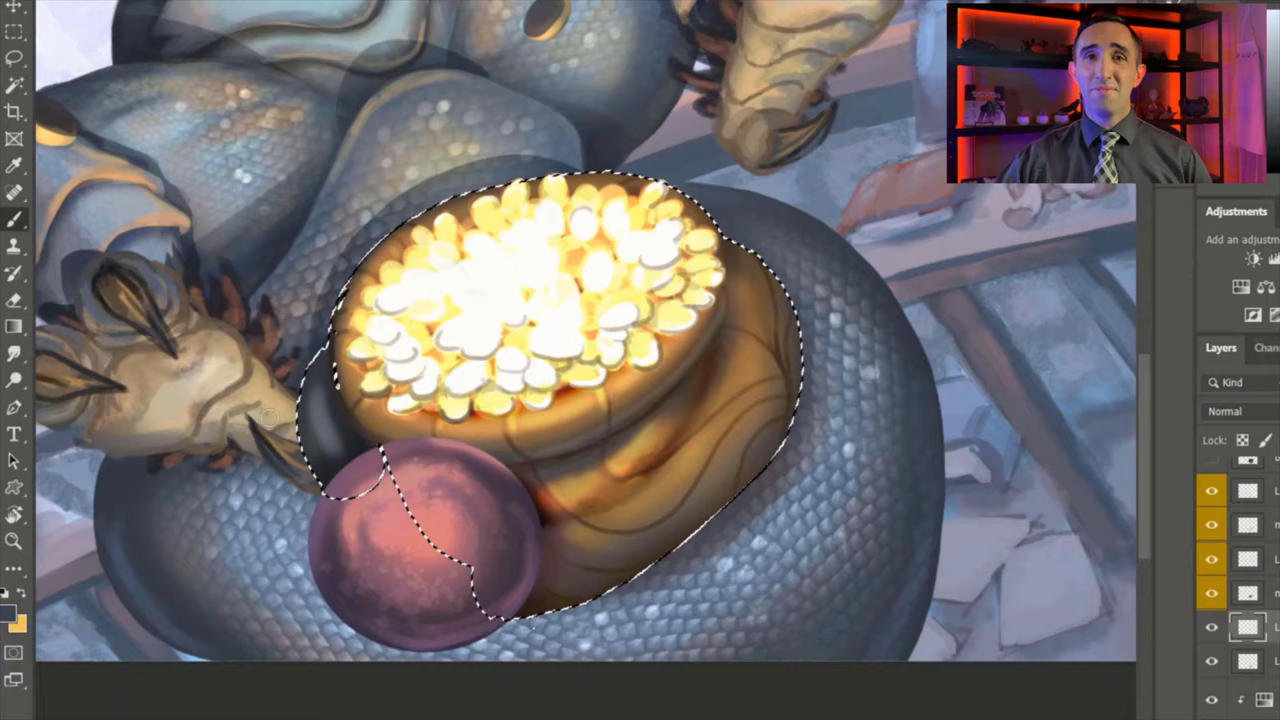 Adjustments
Add an adjustm
Layers
Chan
Kind
Normal
Lock: